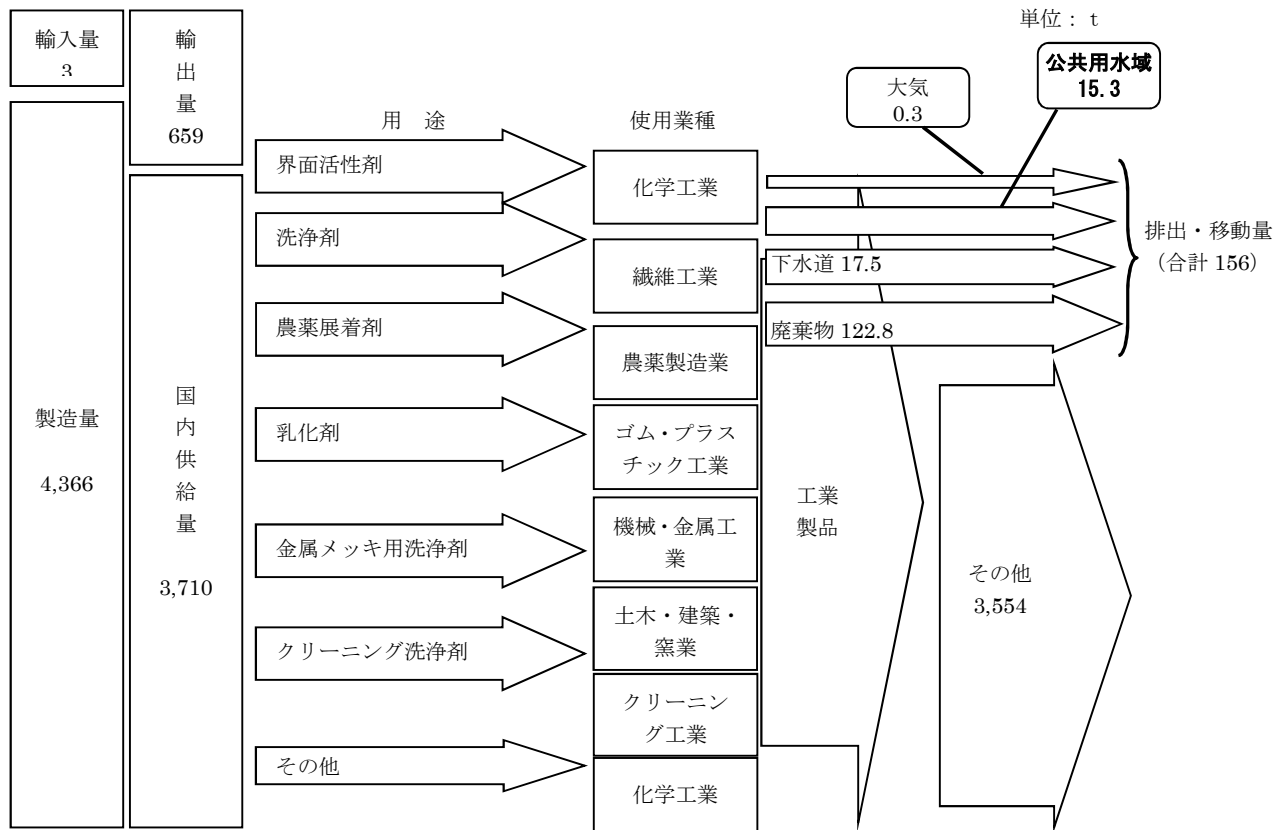 単位：t
輸入量
3
輸
出
量
659
製造量
4,366
国
内
供
給
量
3,710
用　途
使用業種
界面活性剤
洗浄剤
農薬展着剤
乳化剤
金属メッキ用洗浄剤
クリーニング洗浄剤
その他
化学工業
繊維工業
農薬製造業
ゴム・プラス
チック工業
機械・金属工
業
土木・建築・
窯業
クリーニン
グ工業
化学工業
工業
製品
大気
0.3
公共用水域
15.3
下水道 17.5
廃棄物 122.8
排出・移動量
（合計 156）
その他
3,554